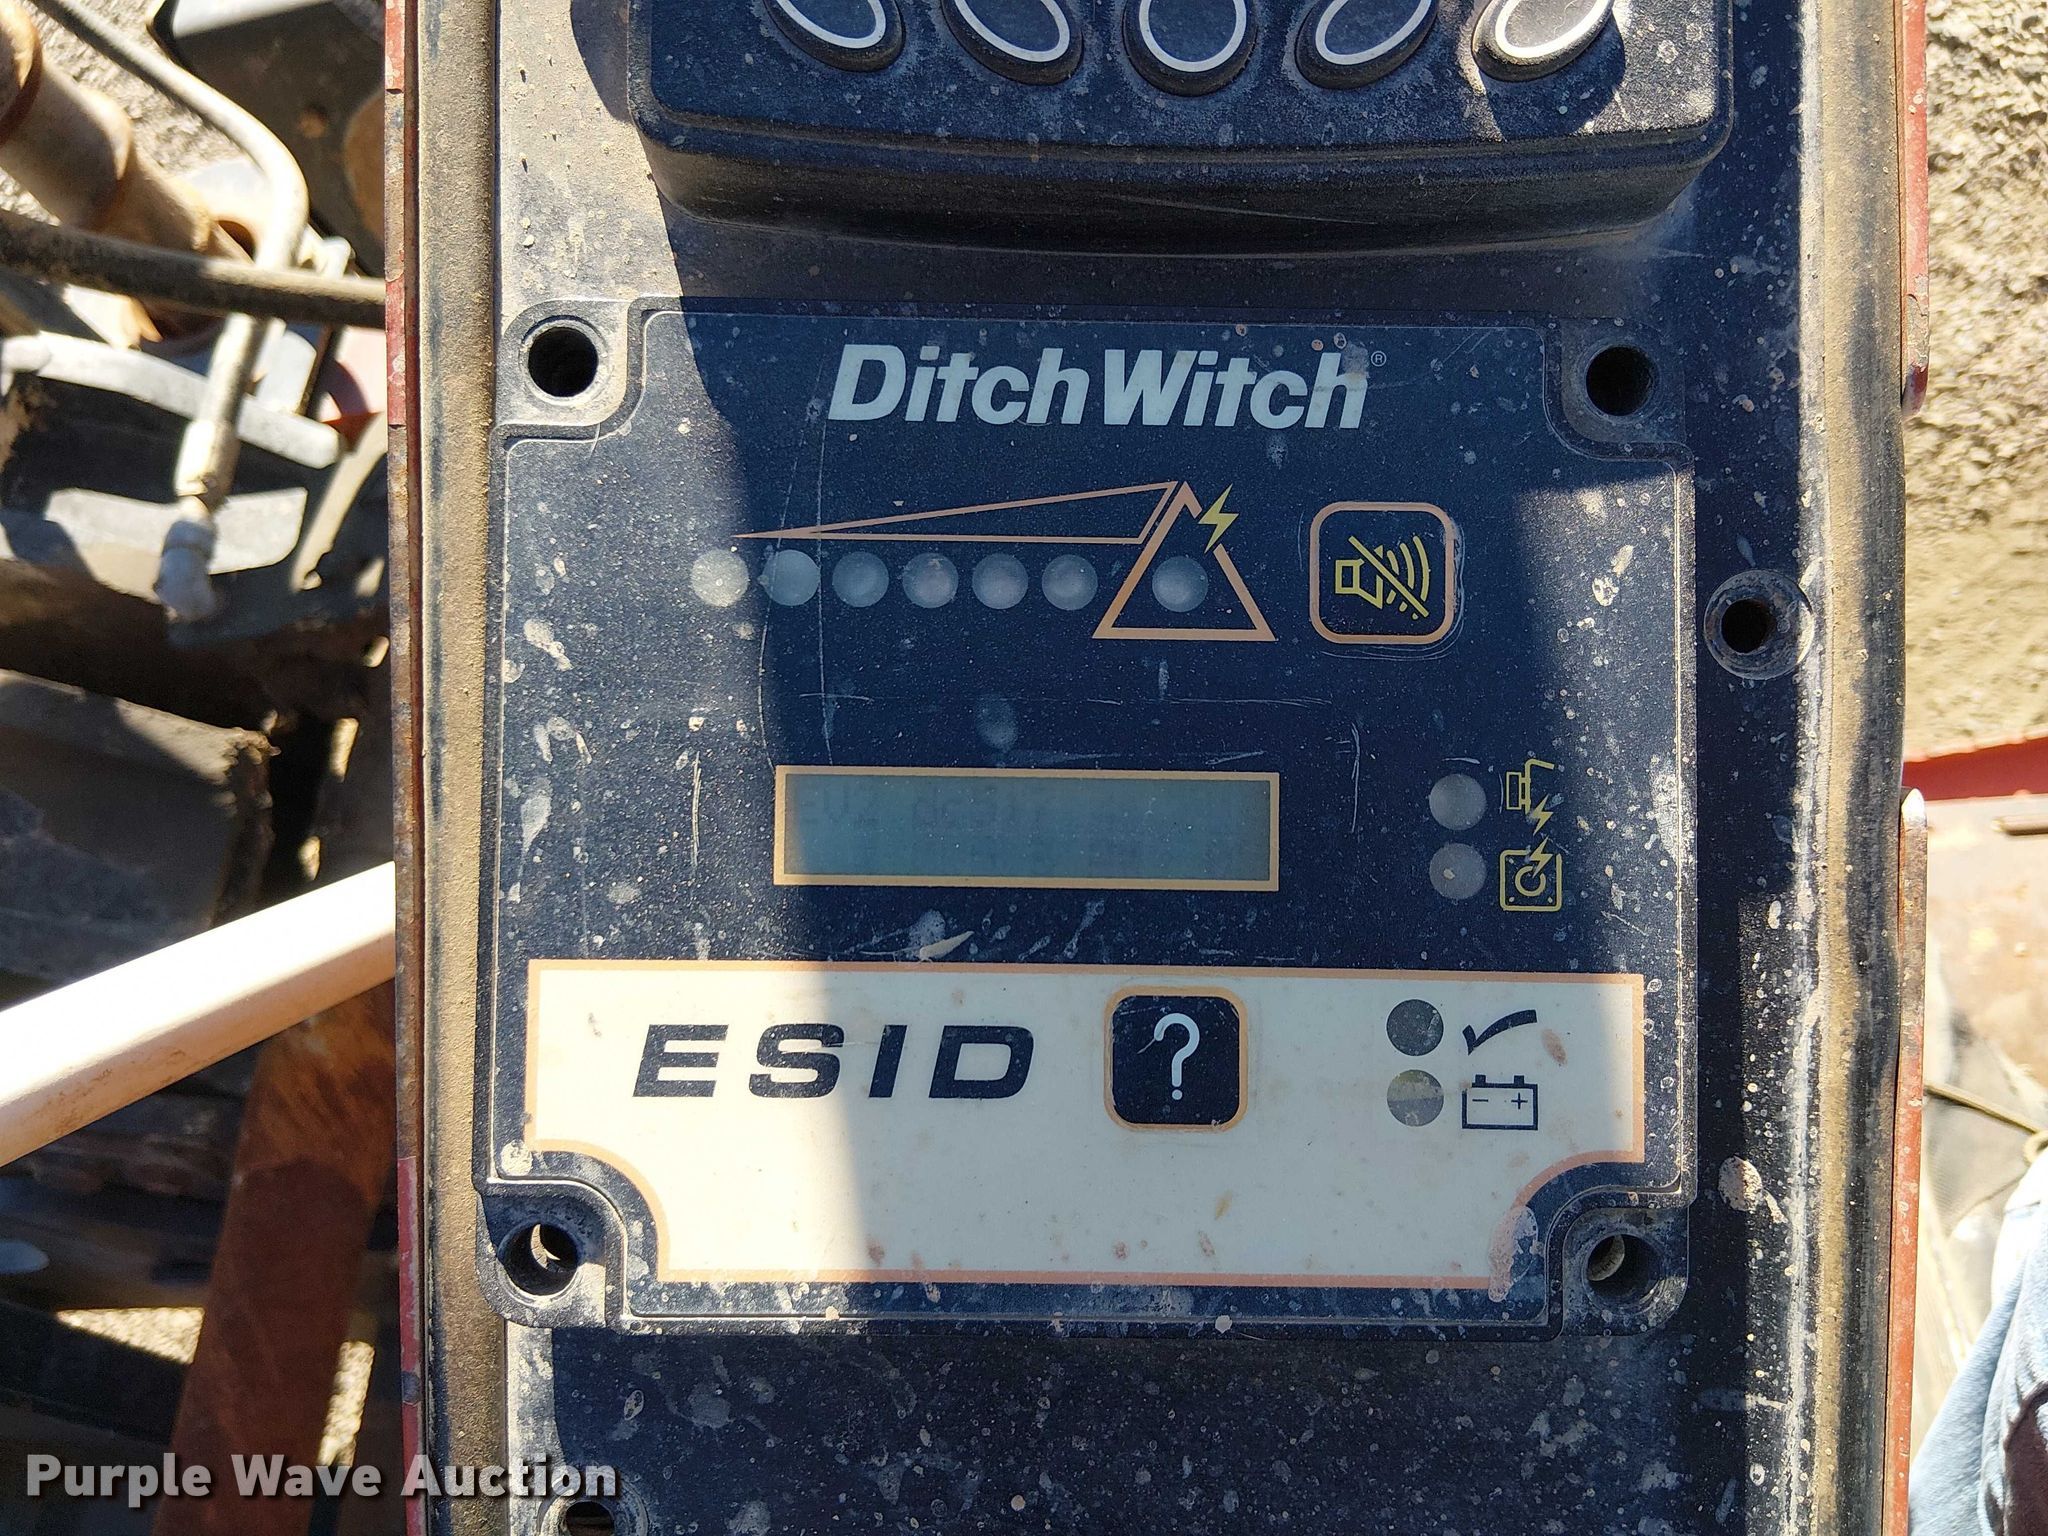 DitchWitch®
ESID ?
- +
Purple Wave Auction